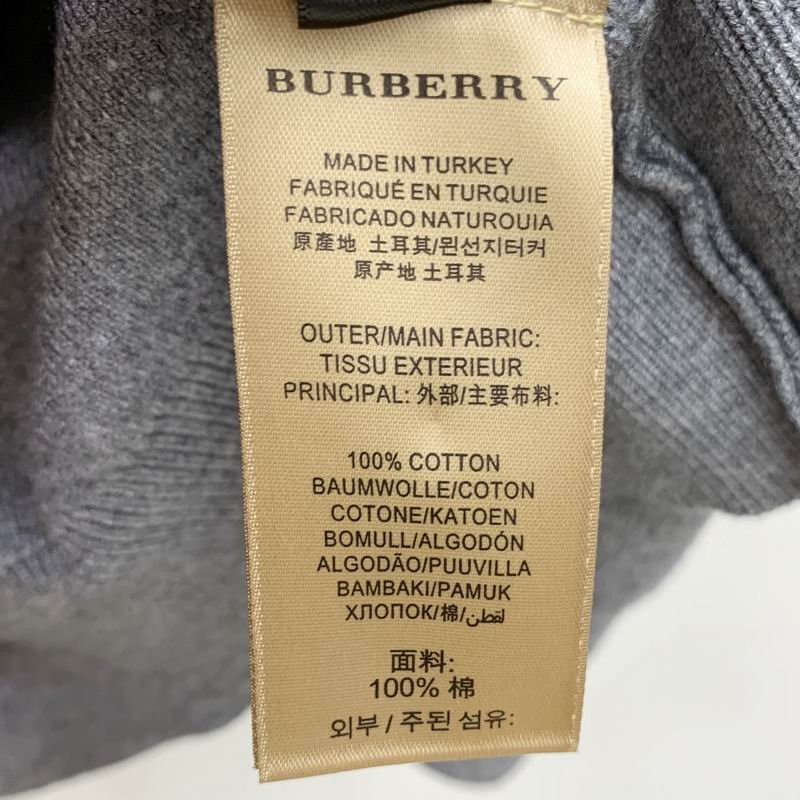 BURBERRY
MADE IN TURKEY
FABRIQUÉ EN TURQUIE
FABRICADO NATUROUIA
原產地 土耳其/뮌선지터커
原产地 土耳其
OUTER/MAIN FABRIC:
TISSU EXTERIEUR
PRINCIPAL: 外部/主要布料:
100% COTTON
BAUMWOLLE/COTON
COTONE/KATOEN
BOMULL/ALGODÓN
ALGODÃO/PUUVILLA
BAMBAKI/PAMUK
ХЛОПОК/棉/لقطن
面料:
100% 棉
외부 / 주된 섬유: